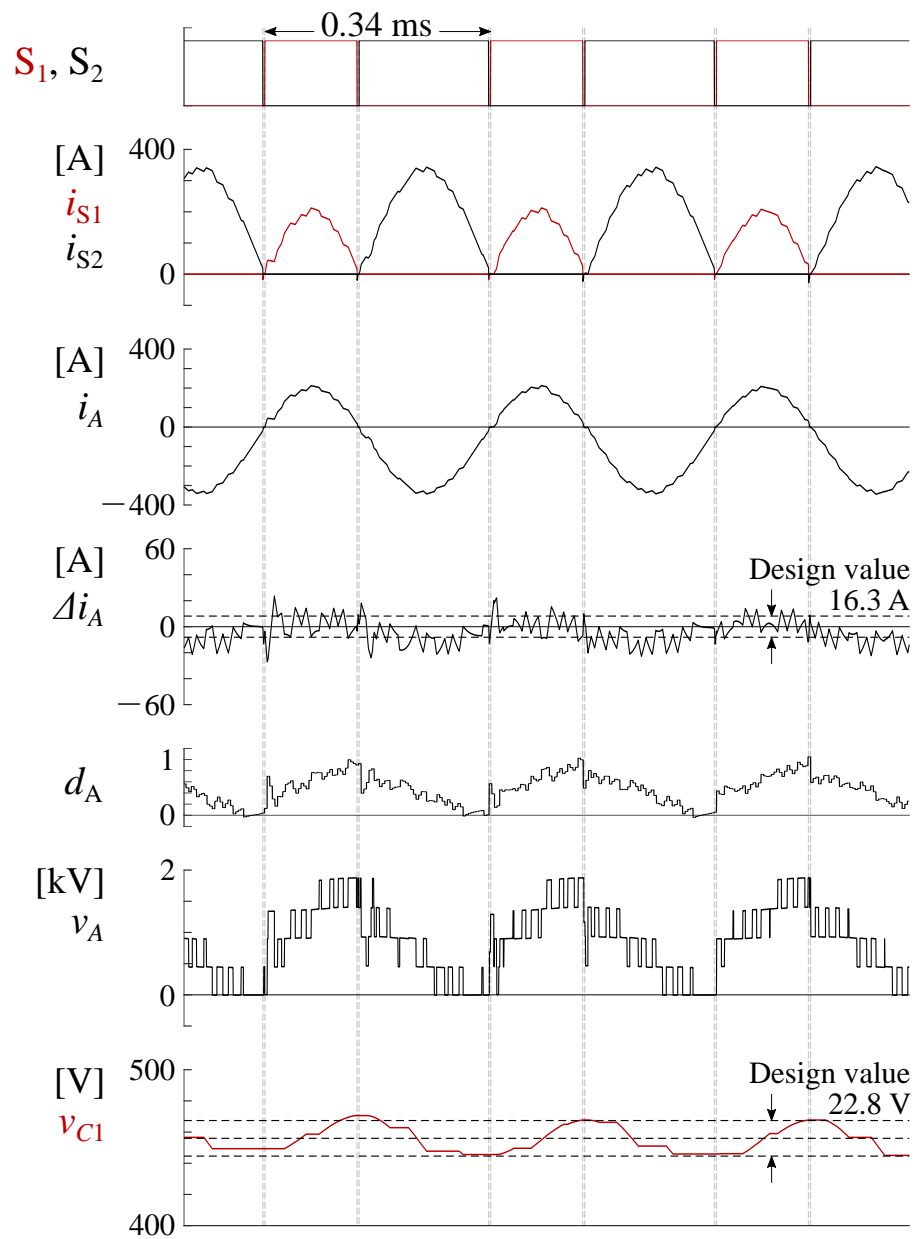 0.34 ms
S1, S2
[A]
iS1
iS2
400
0
[A]
iA
400
0
−400
[A]
ΔiA
60
0
−60
Design value
16.3 A
dA
1
0
[kV]
vA
2
0
[V]
vC1
500
400
Design value
22.8 V